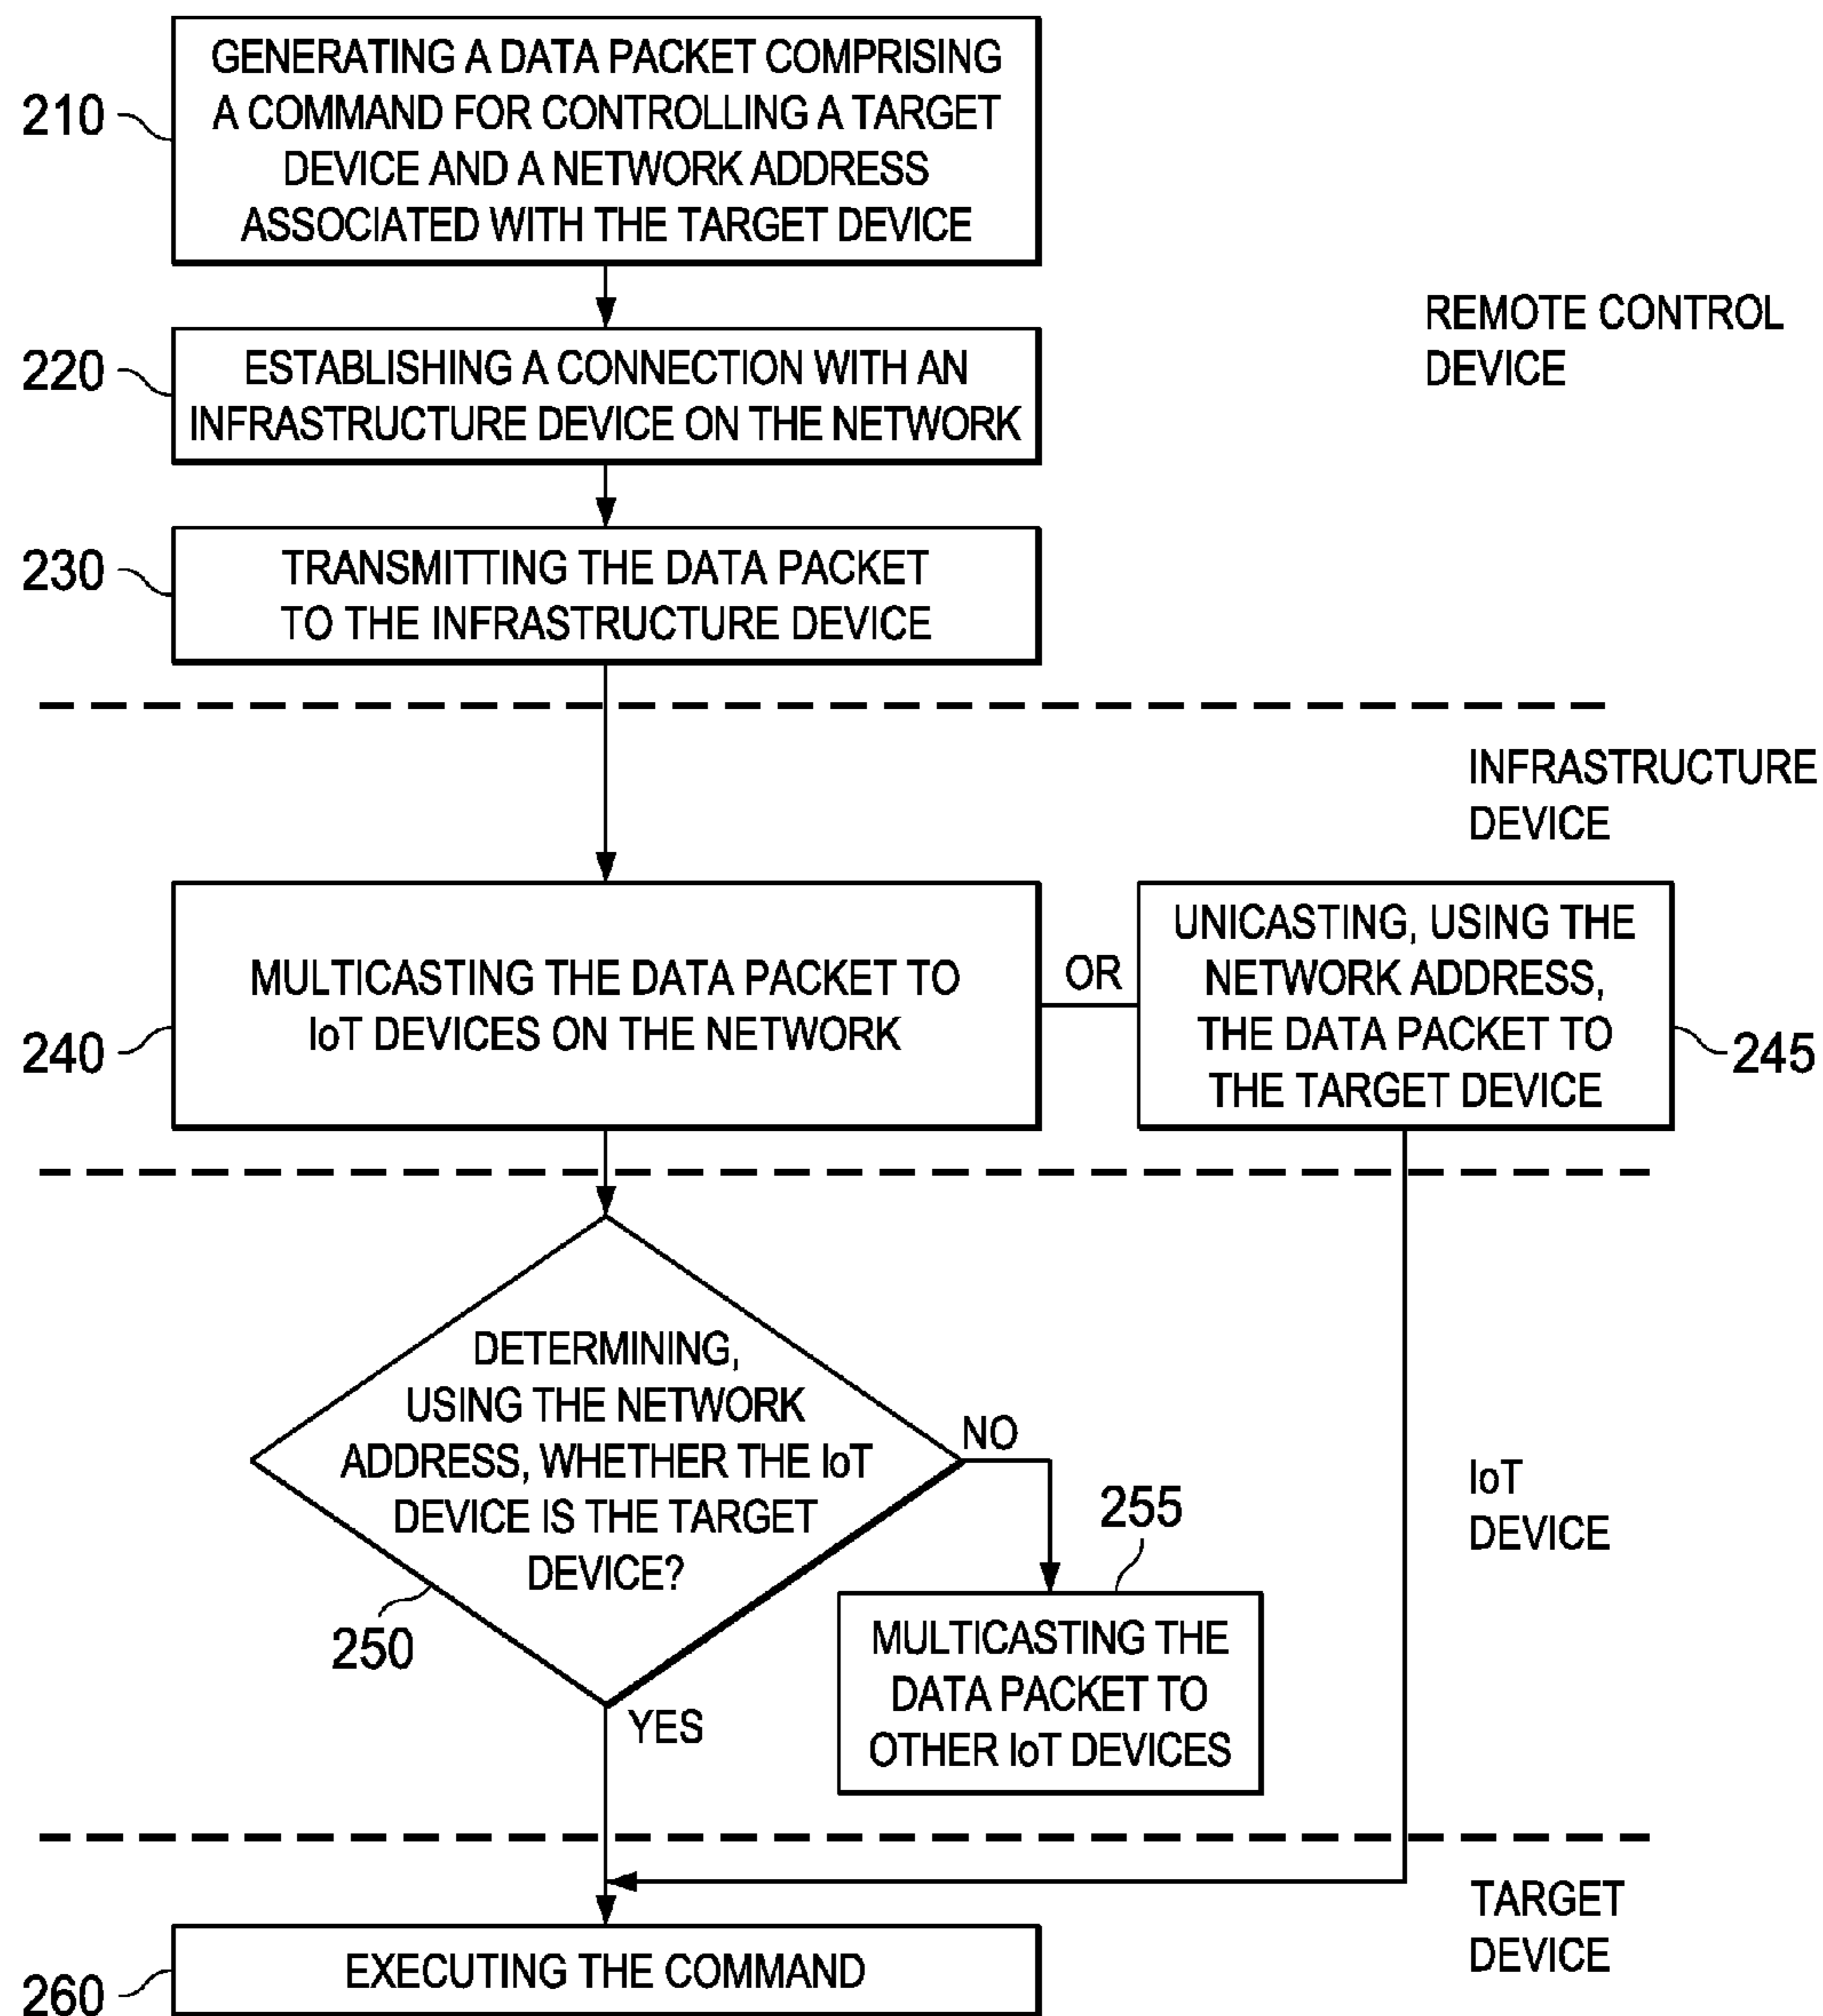 GENERATING A DATA PACKET COMPRISING
A COMMAND FOR CONTROLLING A TARGET
DEVICE AND A NETWORK ADDRESS
ASSOCIATED WITH THE TARGET DEVICE
210
REMOTE CONTROL
DEVICE
ESTABLISHING A CONNECTION WITH AN
INFRASTRUCTURE DEVICE ON THE NETWORK
220
TRANSMITTING THE DATA PACKET
TO THE INFRASTRUCTURE DEVICE
230
INFRASTRUCTURE
DEVICE
MULTICASTING THE DATA PACKET TO
IoT DEVICES ON THE NETWORK
240
OR
UNICASTING, USING THE
NETWORK ADDRESS,
THE DATA PACKET TO
THE TARGET DEVICE
245
DETERMINING,
USING THE NETWORK
ADDRESS, WHETHER THE IoT
DEVICE IS THE TARGET
DEVICE?
250
NO
YES
255
MULTICASTING THE
DATA PACKET TO
OTHER IoT DEVICES
IoT
DEVICE
TARGET
DEVICE
EXECUTING THE COMMAND
260